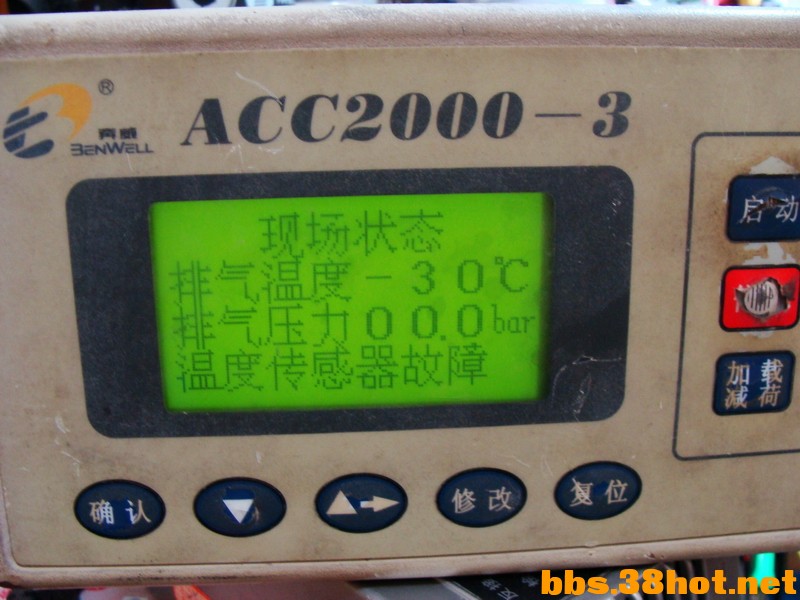 ®
奔威
BENWELL
ACC2000-3
现场状态
排气温度-30℃
排气压力00.0bar
温度传感器故障
启动
加载
减荷
确认
修改
复位
bbs.38hot.net